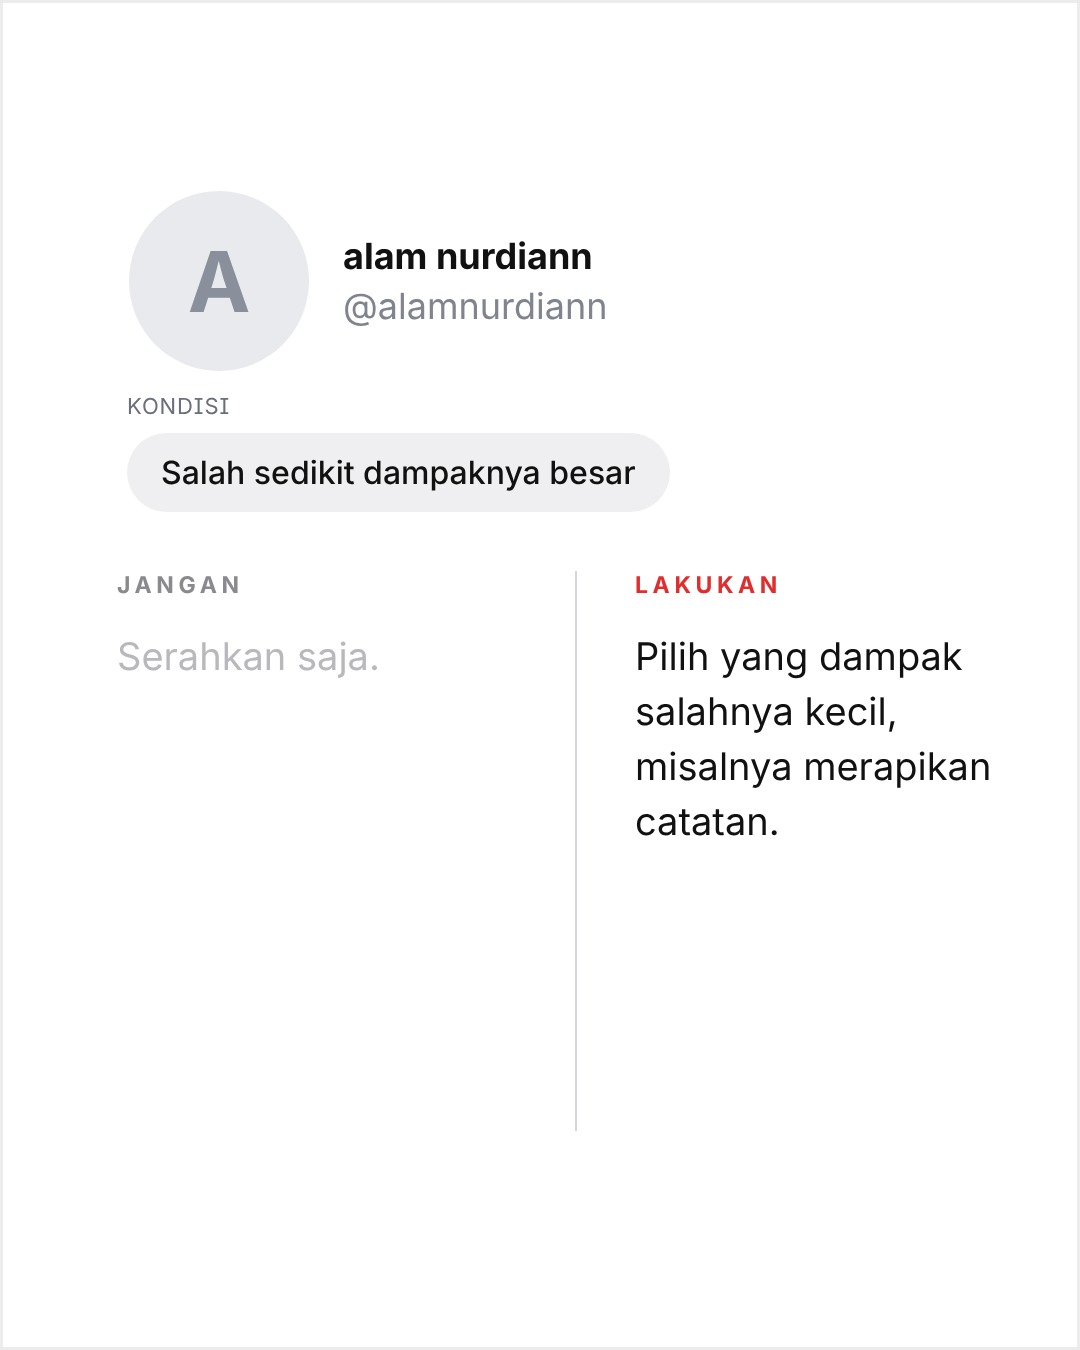 A
alam nurdiann
@alamnurdiann
KONDISI
Salah sedikit dampaknya besar
JANGAN
Serahkan saja.
LAKUKAN
Pilih yang dampak
salahnya kecil,
misalnya merapikan
catatan.